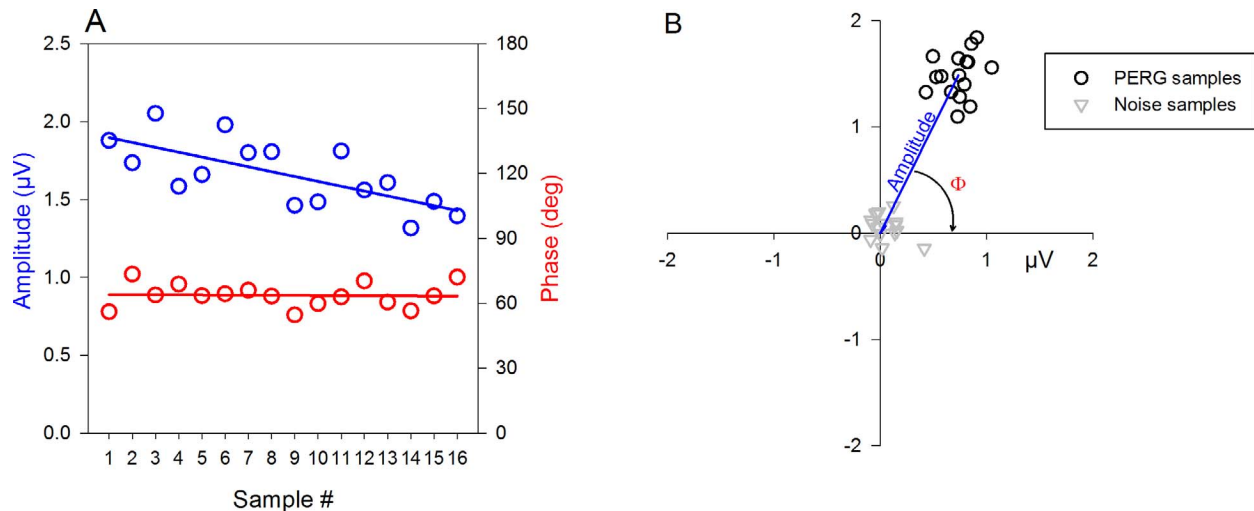 A
2.5
2.0
1.5
1.0
0.5
0.0
Amplitude (µV)
180
150
120
90
60
30
0
Phase (deg)
1 2 3 4 5 6 7 8 9 10 11 12 13 14 15 16
Sample #
B
2
1
0
-1
-2
-2 -1 0 1 µV 2
Amplitude
Φ
PERG samples
Noise samples